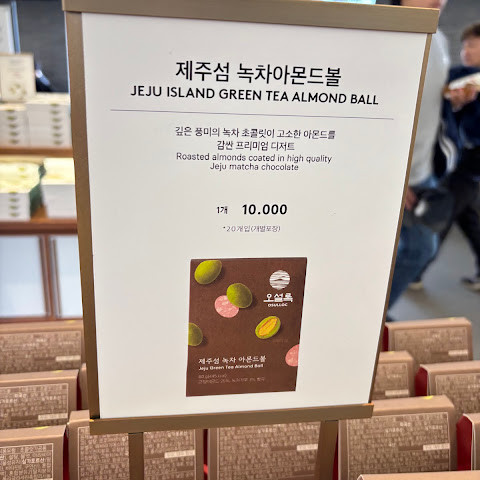 제주섬 녹차아몬드볼
JEJU ISLAND GREEN TEA ALMOND BALL
깊은 풍미의 녹차 초콜릿이 고소한 아몬드를
감싼 프리미엄 디저트
Roasted almonds coated in high quality
Jeju matcha chocolate
1개 10.000
*20개입(개별포장)
오설록
OSULLOC
제주섬 녹차 아몬드볼
Jeju Green Tea Almond Ball